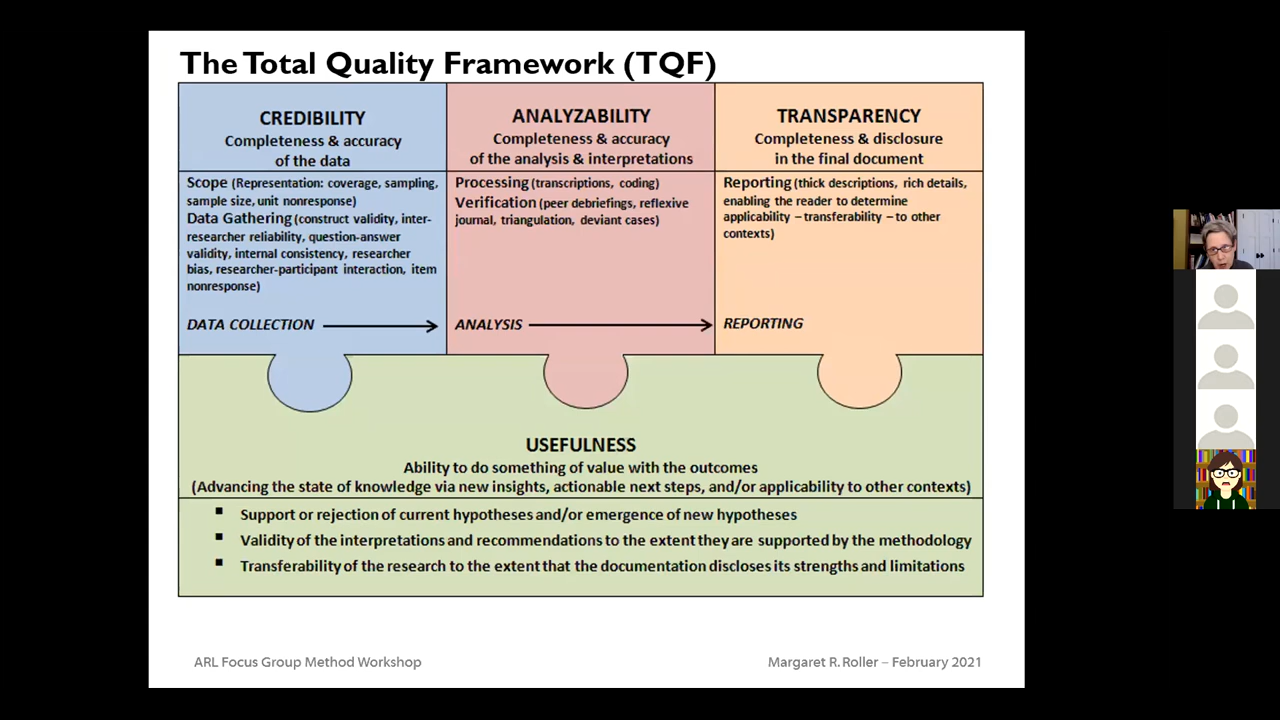 The Total Quality Framework (TQF)
CREDIBILITY
Completeness & accuracy
of the data
ANALYZABILITY
Completeness & accuracy
of the analysis & interpretations
TRANSPARENCY
Completeness & disclosure
in the final document
Scope (Representation: coverage, sampling,
sample size, unit nonresponse)
Data Gathering (construct validity, inter-
researcher reliability, question-answer
validity, internal consistency, researcher
bias, researcher-participant interaction, item
nonresponse)
DATA COLLECTION
Processing (transcriptions, coding)
Verification (peer debriefings, reflexive
journal, triangulation, deviant cases)
ANALYSIS
Reporting (thick descriptions, rich details,
enabling the reader to determine
applicability – transferability – to other
contexts)
REPORTING
USEFULNESS
Ability to do something of value with the outcomes
(Advancing the state of knowledge via new insights, actionable next steps, and/or applicability to other contexts)
▪ Support or rejection of current hypotheses and/or emergence of new hypotheses
▪ Validity of the interpretations and recommendations to the extent they are supported by the methodology
▪ Transferability of the research to the extent that the documentation discloses its strengths and limitations
ARL Focus Group Method Workshop
Margaret R. Roller – February 2021